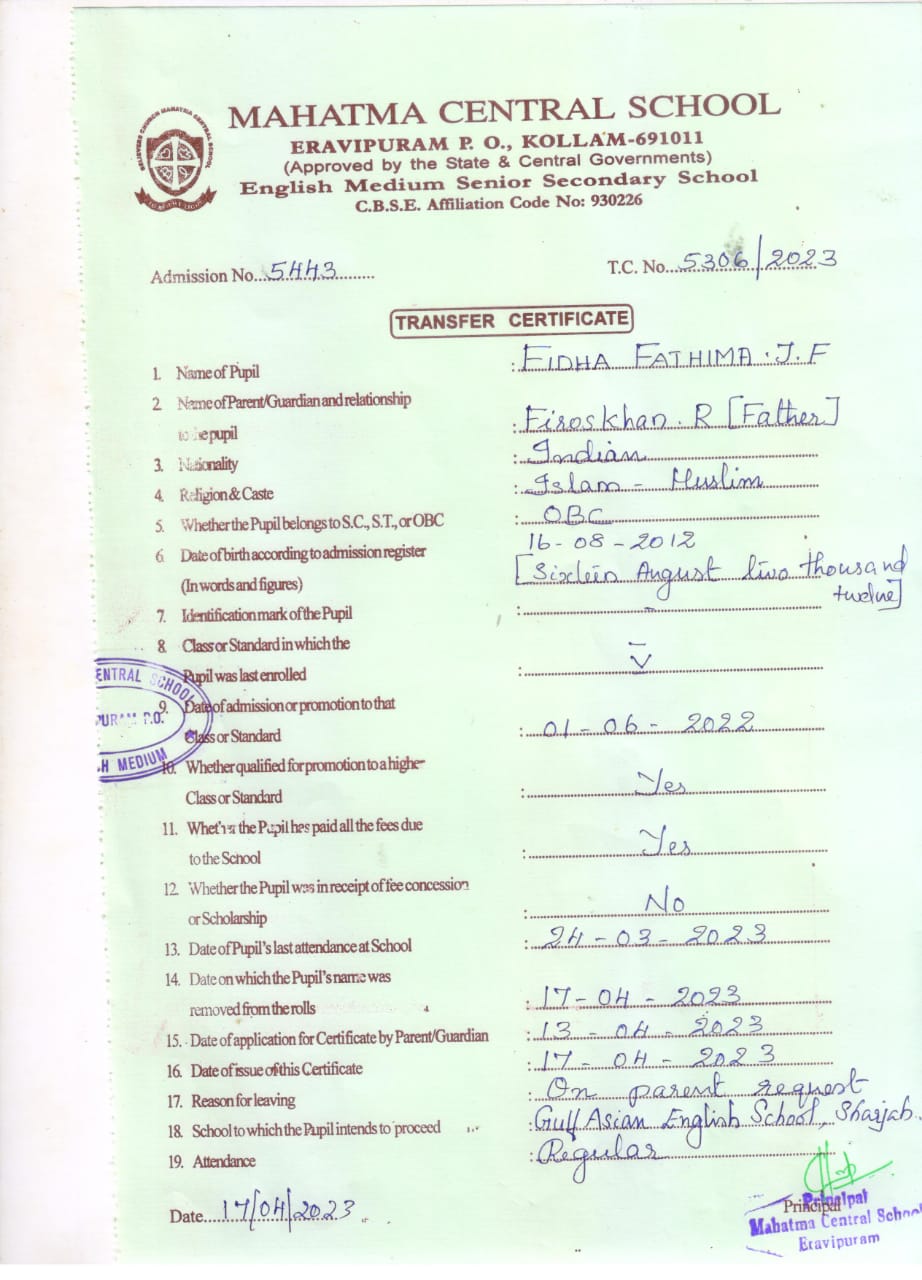 MAHATMA CENTRAL SCHOOL
ERAVIPURAM P. O., KOLLAM-691011
(Approved by the State & Central Governments)
English Medium Senior Secondary School
C.B.S.E. Affiliation Code No: 930226
Admission No. 5443
T.C. No. 5306/2023
TRANSFER CERTIFICATE
1. Name of Pupil : FIDHA FATHIMA . J. F
2. Name of Parent/Guardian and relationship
to the pupil : Firoskhan . R [Father]
3. Nationality : Indian
4. Religion & Caste : Islam - Muslim
5. Whether the Pupil belongs to S.C., S.T., or OBC : OBC
6. Date of birth according to admission register 16-08-2012
(In words and figures) [Sixteen August two thousand
twelve]
7. Identification mark of the Pupil : -
8. Class or Standard in which the
Pupil was last enrolled : V
9. Date of admission or promotion to that
Class or Standard : 01-06-2022
10. Whether qualified for promotion to a higher
Class or Standard : Yes
11. Whether the Pupil has paid all the fees due
to the School : Yes
12. Whether the Pupil was in receipt of fee concession
or Scholarship : No
13. Date of Pupil's last attendance at School : 24-03-2023
14. Date on which the Pupil's name was
removed from the rolls : 17-04-2023
15. Date of application for Certificate by Parent/Guardian : 13-04-2023
16. Date of issue of this Certificate : 17-04-2023
17. Reason for leaving : On parent request
18. School to which the Pupil intends to proceed : Gulf Asian English School, Sharjah.
19. Attendance : Regular
Date 17/04/2023
Principal
Principal
Mahatma Central School
Eravipuram
ENTRAL SCHOOL
PURAM P.O.
H MEDIUM